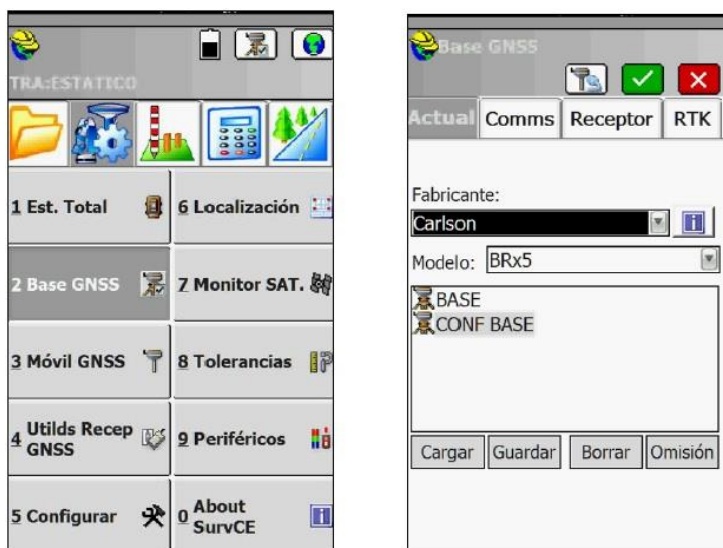 TRA:ESTATICO
1 Est. Total
6 Localización
2 Base GNSS
7 Monitor SAT.
3 Móvil GNSS
8 Tolerancias
4 Utilds Recep
GNSS
9 Periféricos
5 Configurar
0 About
SurvCE
Base GNSS
Actual Comms Receptor RTK
Fabricante:
Carlson
Modelo: BRx5
BASE
CONF BASE
Cargar Guardar Borrar Omisión